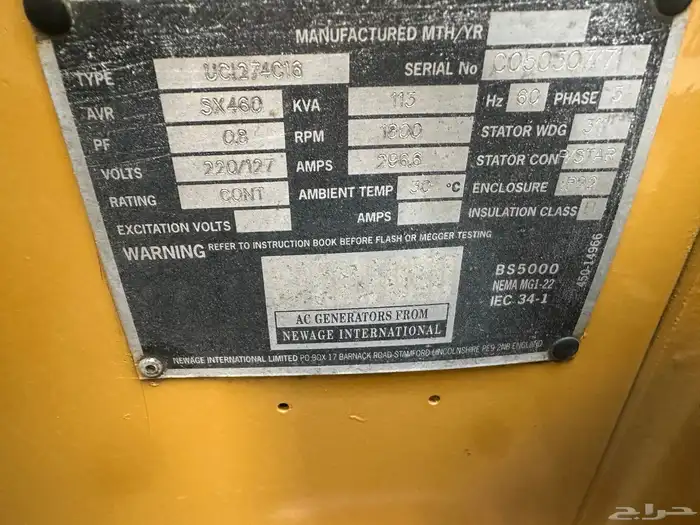 MANUFACTURED MTH/YR
TYPE UCI274C16 SERIAL No
AVR SX460 KVA 113 Hz 60 PHASE 3
PF 0.8 RPM 1800 STATOR WDG
VOLTS 220/127 AMPS 296.6 STATOR CON P/STAR
RATING CONT AMBIENT TEMP 30 °C ENCLOSURE
EXCITATION VOLTS AMPS INSULATION CLASS
WARNING REFER TO INSTRUCTION BOOK BEFORE FLASH OR MEGGER TESTING
BS5000
NEMA MG1-22
IEC 34-1
450-14966
AC GENERATORS FROM
NEWAGE INTERNATIONAL
NEWAGE INTERNATIONAL LIMITED PO BOX 17 BARNACK ROAD-STAMFORD LINCOLNSHIRE PE9 2NB ENGLAND
حراج